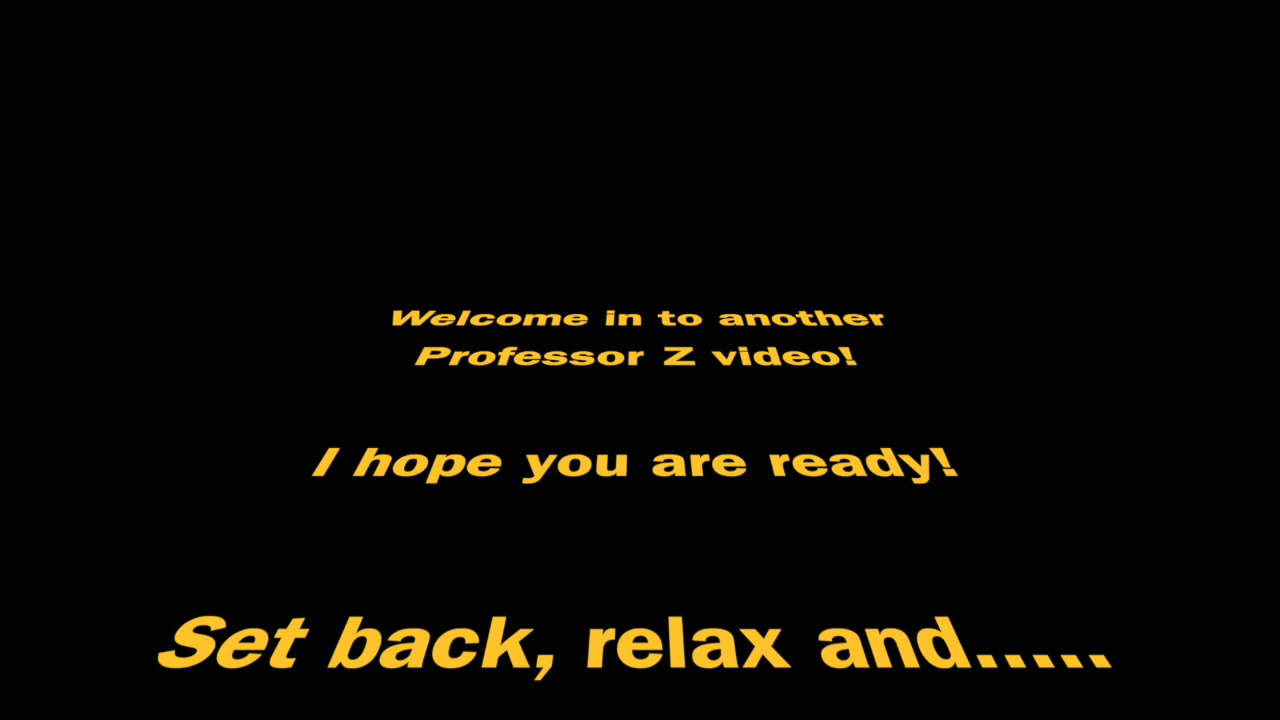 Welcome in to another
Professor Z video!
I hope you are ready!
Set back, relax and.....